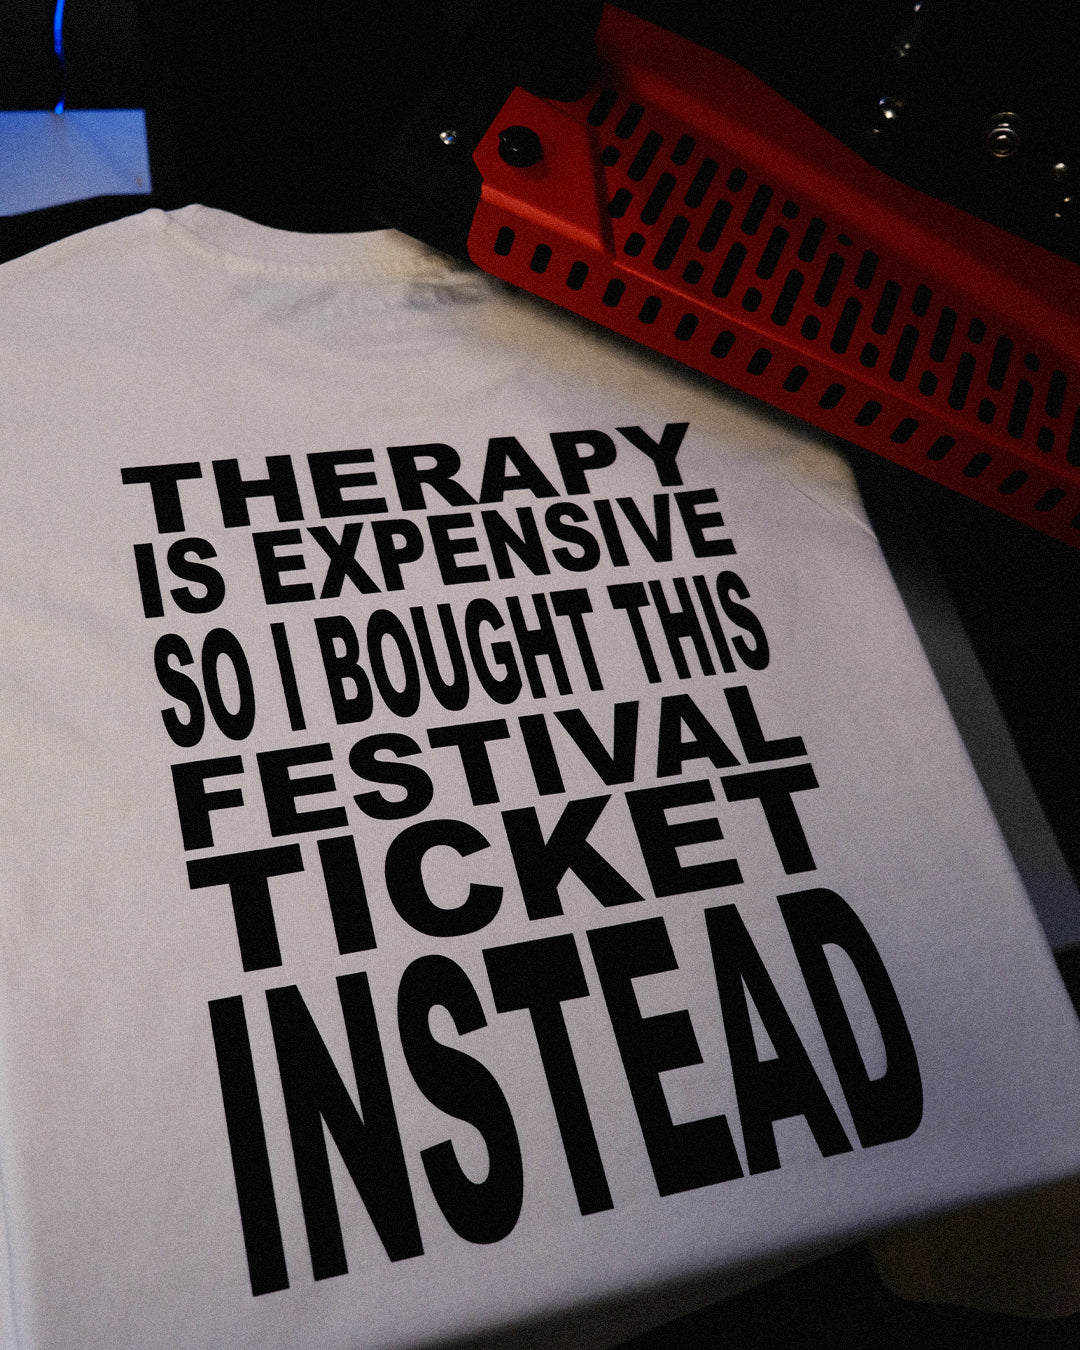 THERAPY
IS EXPENSIVE
SO I BOUGHT THIS
FESTIVAL
TICKET
INSTEAD